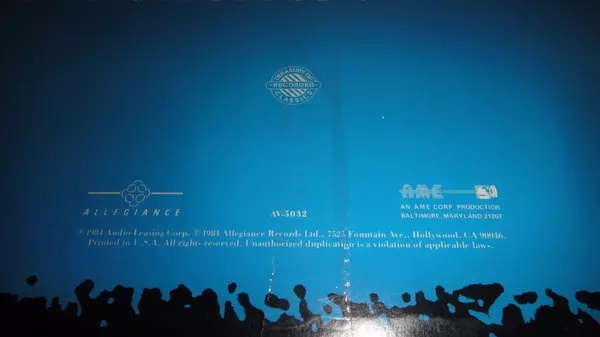 TREASURY OF
RECORDED
CLASSICS
ALLEGIANCE
AV-5032
AME
AN AME CORP PRODUCTION
BALTIMORE, MARYLAND 21207
℗ 1984 Audio Leasing Corp. © 1984 Allegiance Records Ltd., 7525 Fountain Ave., Hollywood, CA 90046.
Printed in U.S.A. All rights reserved. Unauthorized duplication is a violation of applicable laws.